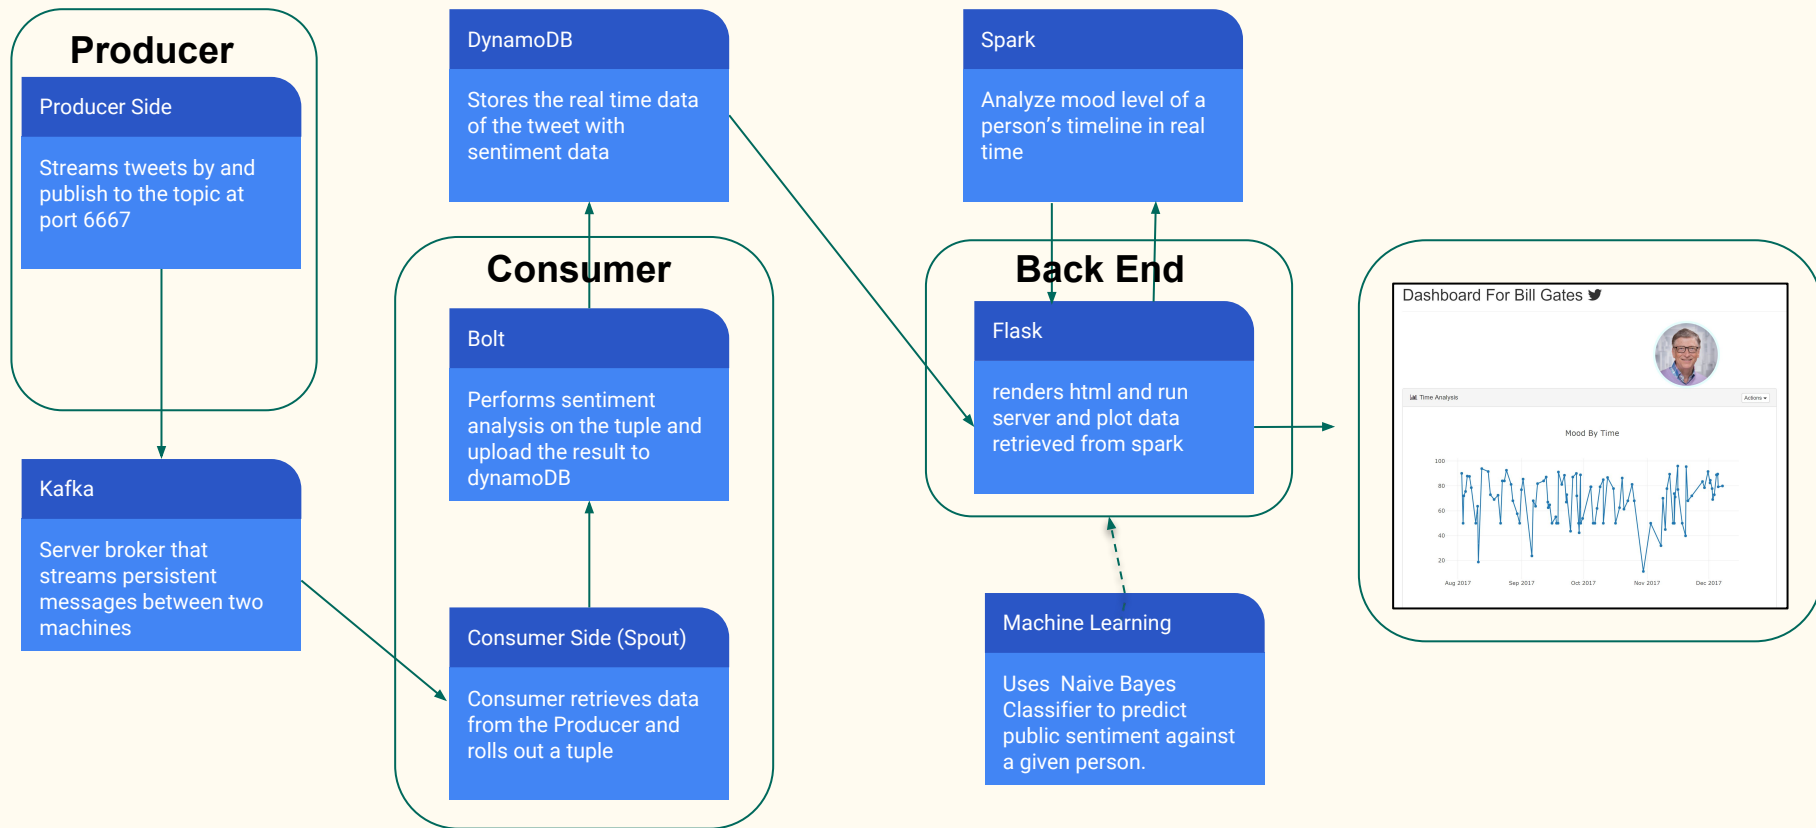 Producer
Producer Side
Streams tweets by and
publish to the topic at
port 6667
Kafka
Server broker that
streams persistent
messages between two
machines
DynamoDB
Stores the real time data
of the tweet with
sentiment data
Consumer
Bolt
Performs sentiment
analysis on the tuple and
upload the result to
dynamoDB
Consumer Side (Spout)
Consumer retrieves data
from the Producer and
rolls out a tuple
Spark
Analyze mood level of a
person's timeline in real
time
Back End
Flask
renders html and run
server and plot data
retrieved from spark
Machine Learning
Uses  Naive Bayes
Classifier to predict
public sentiment against
a given person.
Dashboard For Bill Gates
Time Analysis
Actions
Mood By Time
100
80
60
40
20
Aug 2017 Sep 2017 Oct 2017 Nov 2017 Dec 2017